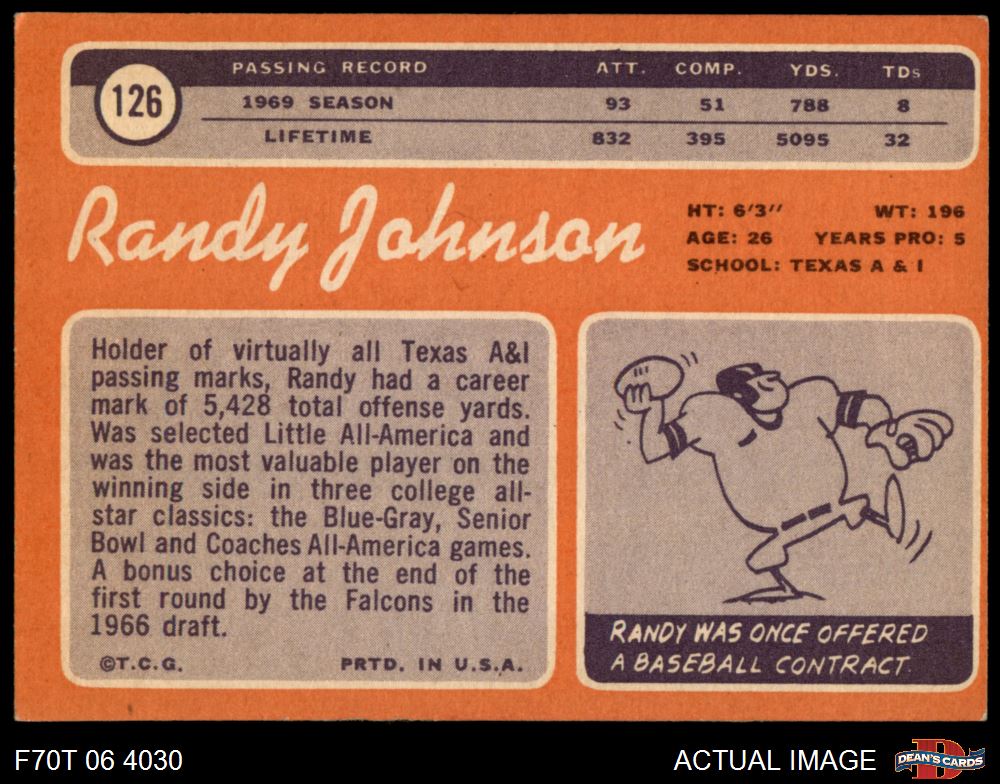 126
PASSING RECORD ATT. COMP. YDS. TDs
1969 SEASON 93 51 788 8
LIFETIME 832 395 5095 32
Randy Johnson
HT: 6'3'' WT: 196
AGE: 26 YEARS PRO: 5
SCHOOL: TEXAS A & I
Holder of virtually all Texas A&I
passing marks, Randy had a career
mark of 5,428 total offense yards.
Was selected Little All-America and
was the most valuable player on the
winning side in three college all-
star classics: the Blue-Gray, Senior
Bowl and Coaches All-America games.
A bonus choice at the end of the
first round by the Falcons in the
1966 draft.
©T.C.G. PRTD. IN U.S.A.
RANDY WAS ONCE OFFERED
A BASEBALL CONTRACT.
F70T 06 4030
ACTUAL IMAGE
D
DEAN'S CARDS